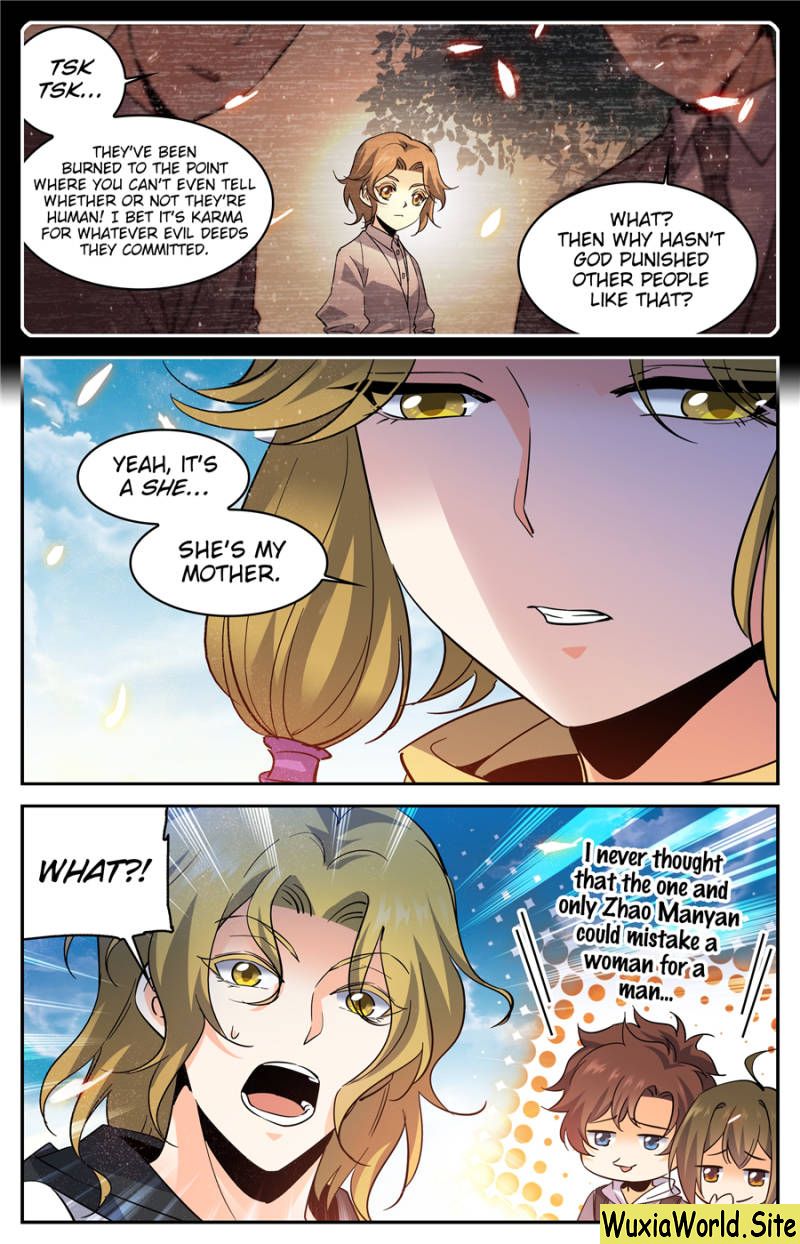 TSK
TSK...
THEY'VE BEEN
BURNED TO THE POINT
WHERE YOU CAN'T EVEN TELL
WHETHER OR NOT THEY'RE
HUMAN! I BET IT'S KARMA
FOR WHATEVER EVIL DEEDS
THEY COMMITTED.
WHAT?
THEN WHY HASN'T
GOD PUNISHED
OTHER PEOPLE
LIKE THAT?
YEAH, IT'S
A SHE...
SHE'S MY
MOTHER.
WHAT?!
I never thought
that the one and
only Zhao Manyan
could mistake a
woman for a
man...
WuxiaWorld.Site